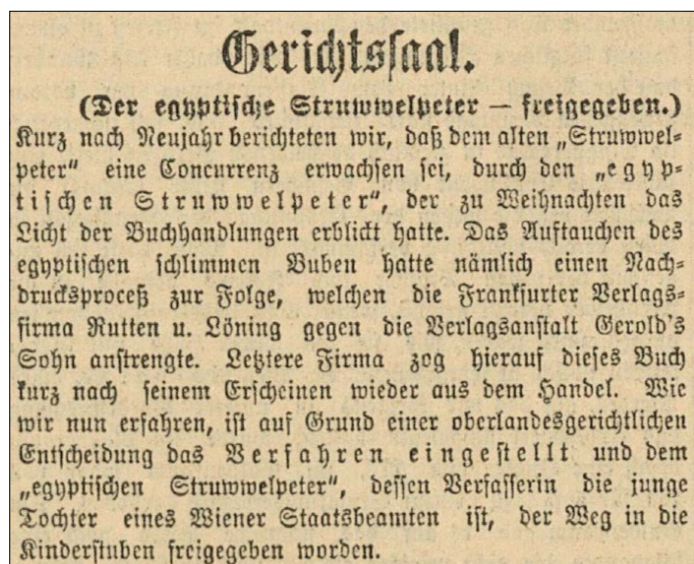 Gerichtssaal.
(Der egyptische Struwwelpeter — freigegeben.)
Kurz nach Neujahr berichteten wir, daß dem alten „Struwwel-
peter“ eine Concurrenz erwachsen sei, durch den „egyp-
tischen Struwwelpeter“, der zu Weihnachten das
Licht der Buchhandlungen erblickt hatte. Das Auftauchen des
egyptischen schlimmen Buben hatte nämlich einen Nach-
drucksproceß zur Folge, welchen die Frankfurter Verlags-
firma Rutten u. Löning gegen die Verlagsanstalt Gerold's
Sohn anstrengte. Letztere Firma zog hierauf dieses Buch
kurz nach seinem Erscheinen wieder aus dem Handel. Wie
wir nun erfahren, ist auf Grund einer oberlandesgerichtlichen
Entscheidung das Verfahren eingestellt und dem
„egyptischen Struwwelpeter“, dessen Verfasserin die junge
Tochter eines Wiener Staatsbeamten ist, der Weg in die
Kinderstuben freigegeben worden.